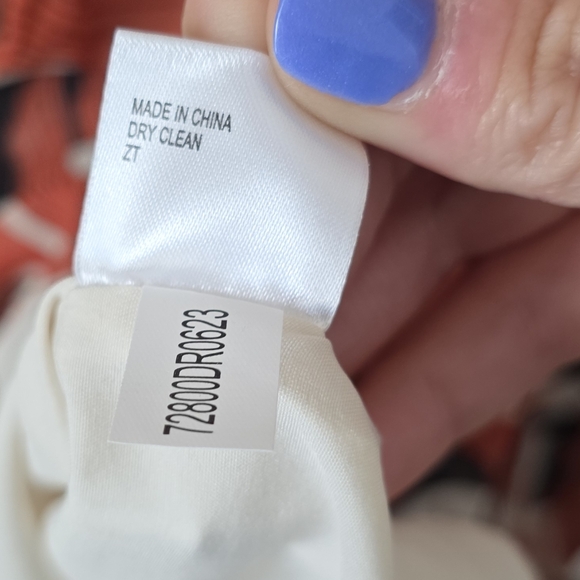 MADE IN CHINA
DRY CLEAN
ZT
72800DR0623